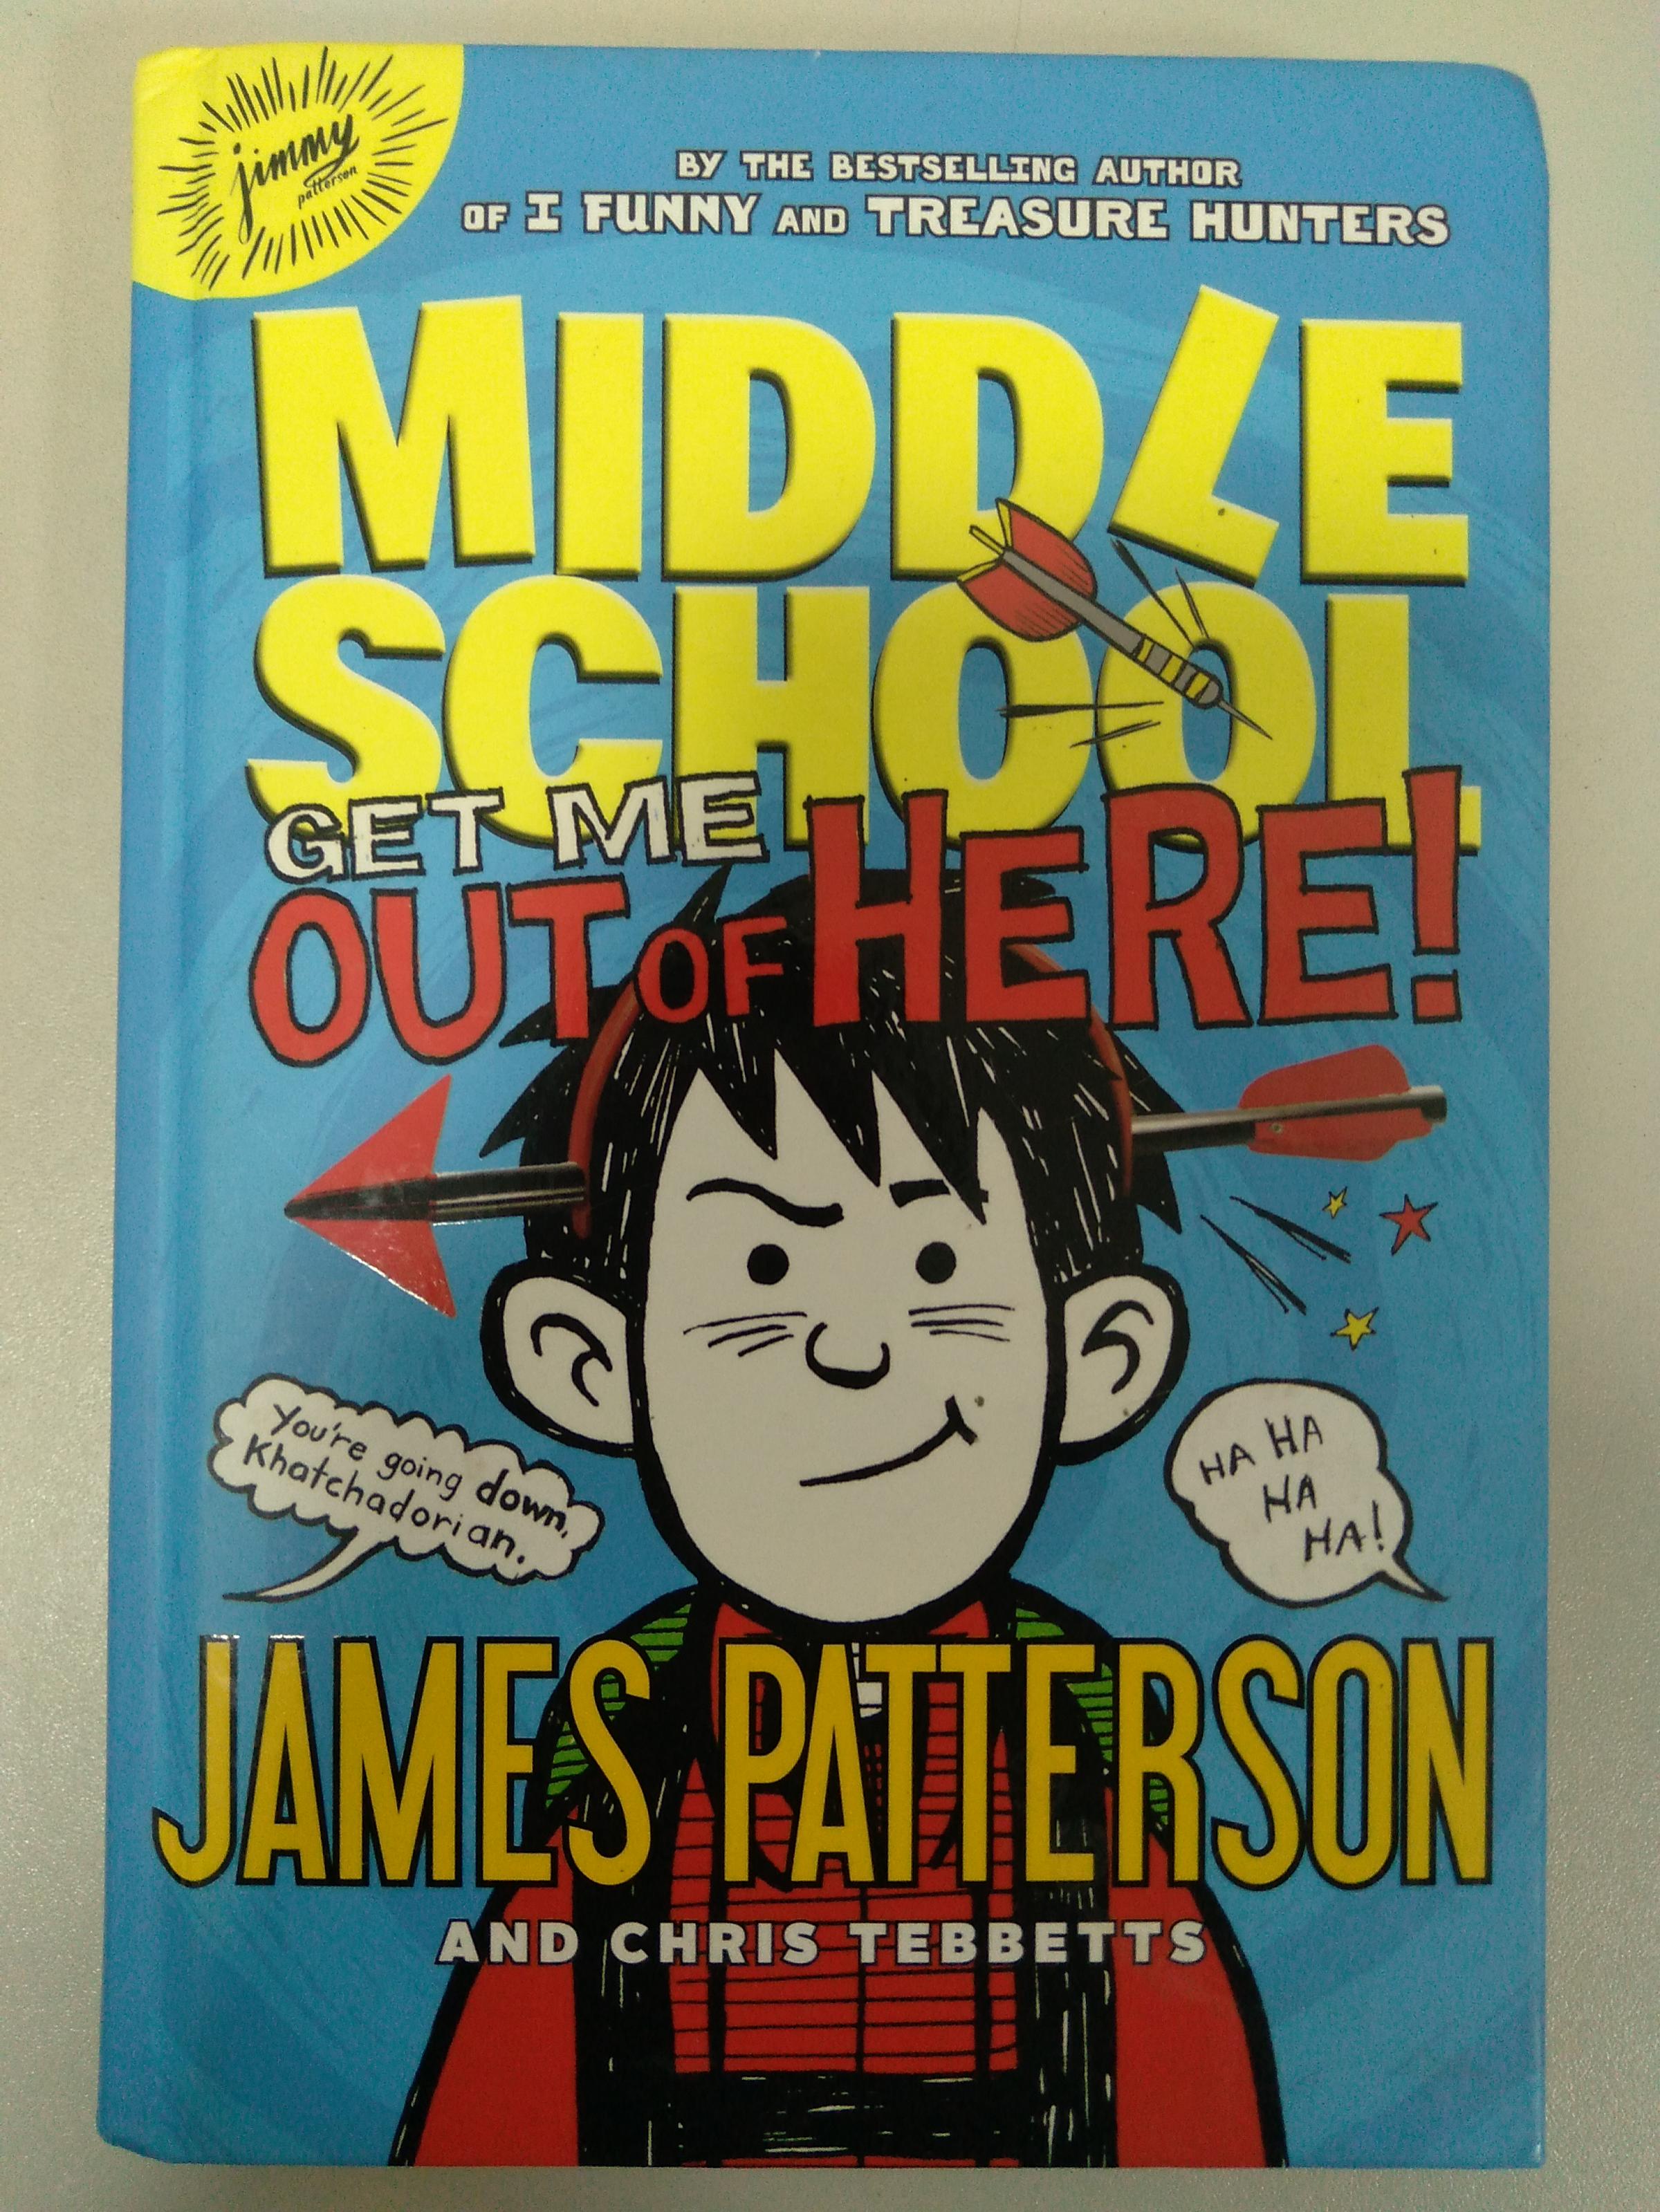 jimmy
patterson
BY THE BESTSELLING AUTHOR
OF I FUNNY AND TREASURE HUNTERS
MIDDLE
SCHOOL
GET ME
OUT OF HERE!
You're going down,
Khatchadorian.
HA HA
HA
HA!
JAMES PATTERSON
AND CHRIS TEBBETTS